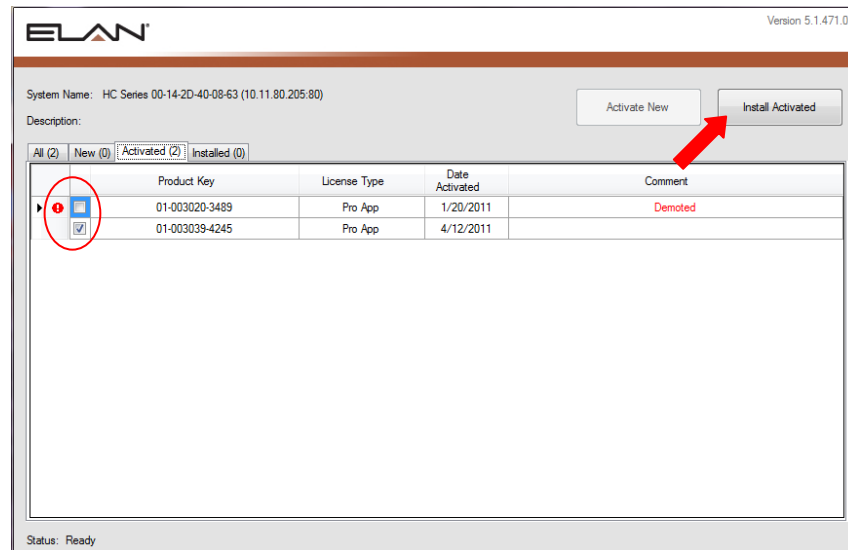 ELAN
Version 5.1.471.0
System Name: HC Series 00-14-2D-40-08-63 (10.11.80.205:80)
Activate New
Install Activated
Description:
All (2) New (0) Activated (2) Installed (0)
Product Key License Type Date Activated Comment
01-003020-3489 Pro App 1/20/2011 Demoted
01-003039-4245 Pro App 4/12/2011
Status: Ready